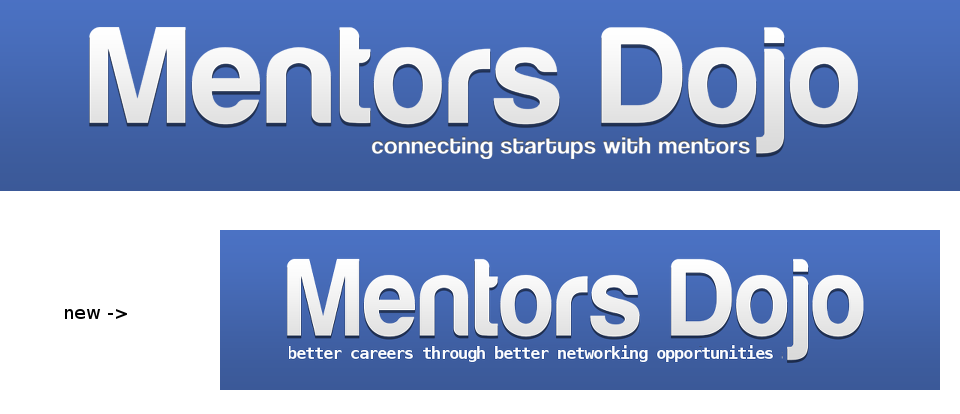 Mentors Dojo
connecting startups with mentors
new ->
Mentors Dojo
better careers through better networking opportunities